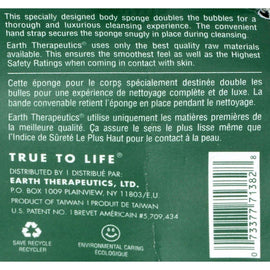 This specially designed body sponge doubles the bubbles for a
thorough and luxurious cleansing experience. The convenient
hand strap secures the sponge snugly in place during cleansing.
Earth Therapeutics® uses only the best quality raw materials
available. This ensures the smoothest feel as well as the Highest
Safety Ratings when coming in contact with skin.
Cette éponge pour le corps spécialement destinée double les
bulles pour une expérience de nettoyage complète et de luxe. La
bande convenable retient l'éponge en place pendant le nettoyage.
Earth Therapeutics® utilise uniquement les matières premières de
la meilleure qualité. Ça assure le sens le plus lisse même que
l'Indice de Sûreté Le Plus Haut pour le contact à la peau.
TRUE TO LIFE®
DISTRIBUTED BY | DISTRIBUÉ PAR :
EARTH THERAPEUTICS, LTD.
P.O. BOX 1009 PLAINVIEW, NY 11803/E.U.
PRODUCT OF TAIWAN | PRODUIT DE TAIWAN
U.S. PATENT NO. | BREVET AMÉRICAIN #5,709,434
SAVE RECYCLE
RECYCLER
ENVIRONMENTAL CARING
ÉCOLOGIQUE
0 73377 71138 2 8